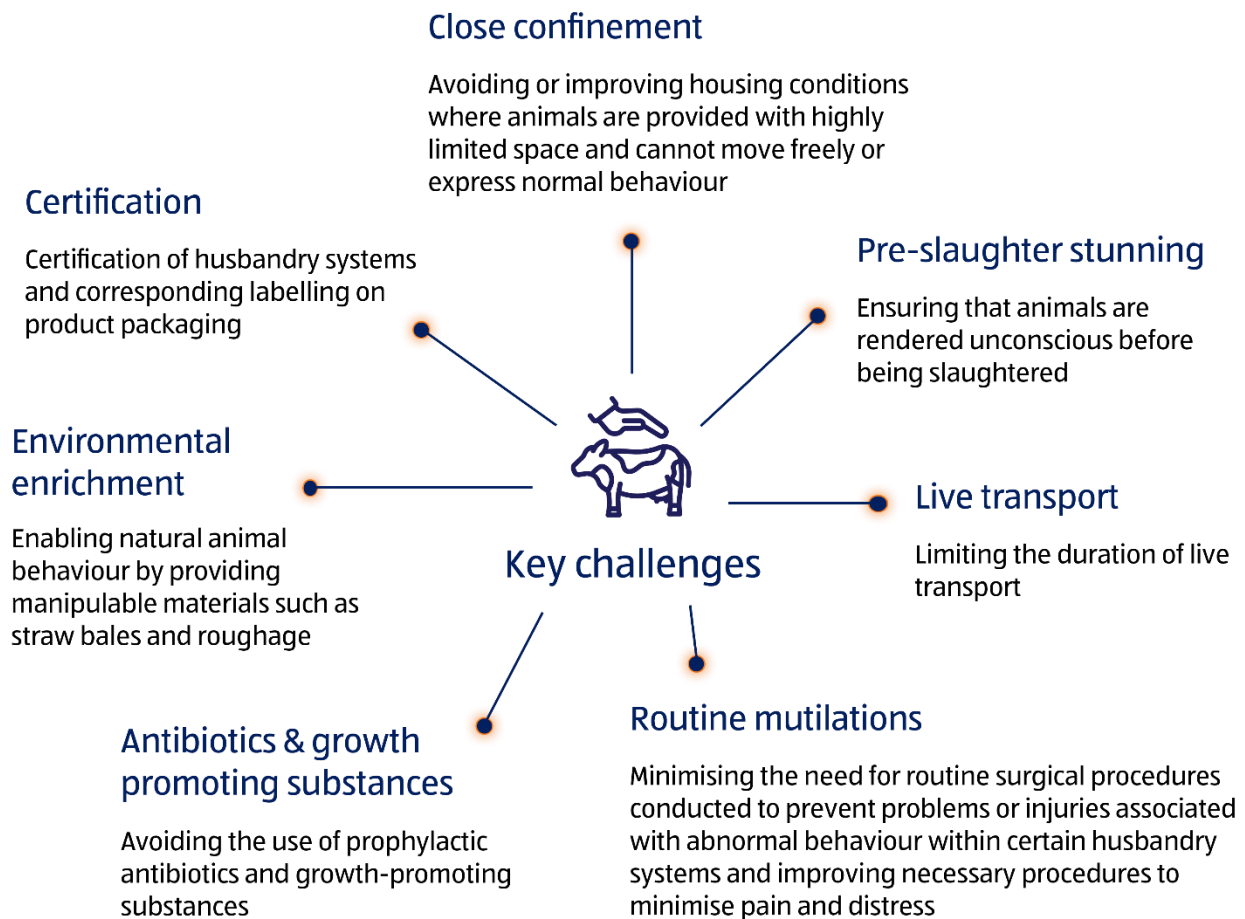 Close confinement
Avoiding or improving housing conditions
where animals are provided with highly
limited space and cannot move freely or
express normal behaviour
Certification
Certification of husbandry systems
and corresponding labelling on
product packaging
Pre-slaughter stunning
Ensuring that animals are
rendered unconscious before
being slaughtered
Environmental
enrichment
Enabling natural animal
behaviour by providing
manipulable materials such as
straw bales and roughage
Key challenges
Live transport
Limiting the duration of live
transport
Antibiotics & growth
promoting substances
Avoiding the use of prophylactic
antibiotics and growth-promoting
substances
Routine mutilations
Minimising the need for routine surgical procedures
conducted to prevent problems or injuries associated
with abnormal behaviour within certain husbandry
systems and improving necessary procedures to
minimise pain and distress